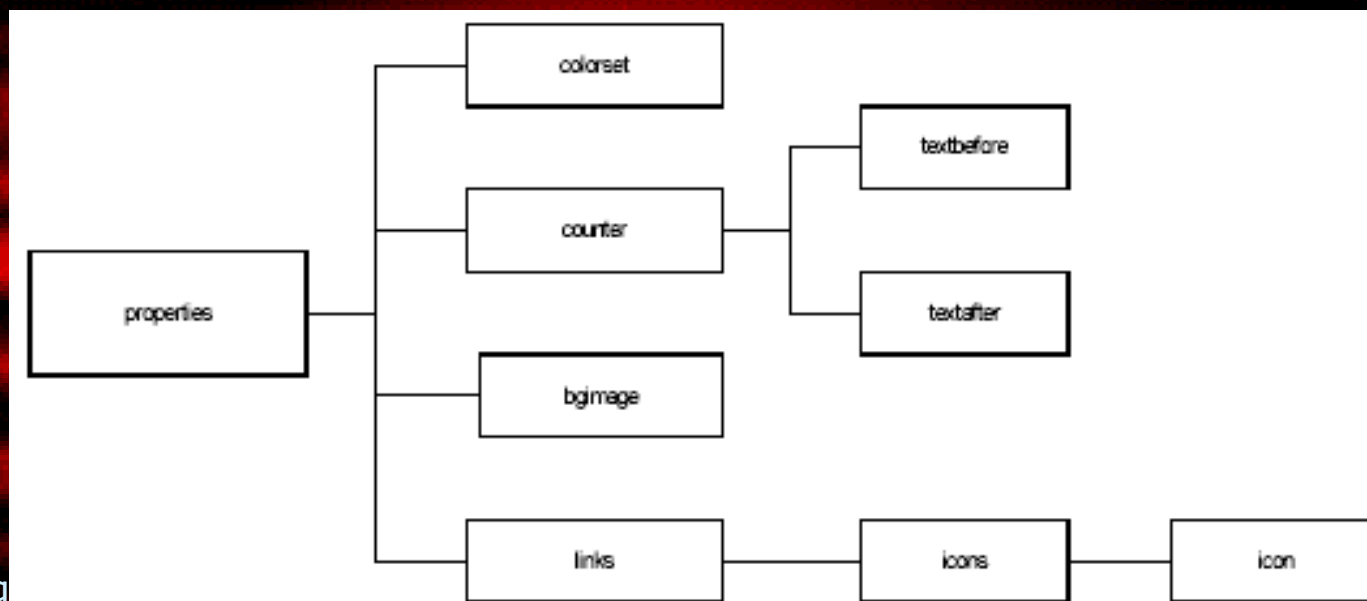 colorset
textbefore
counter
properties
textafter
bgimage
links
icons
icon